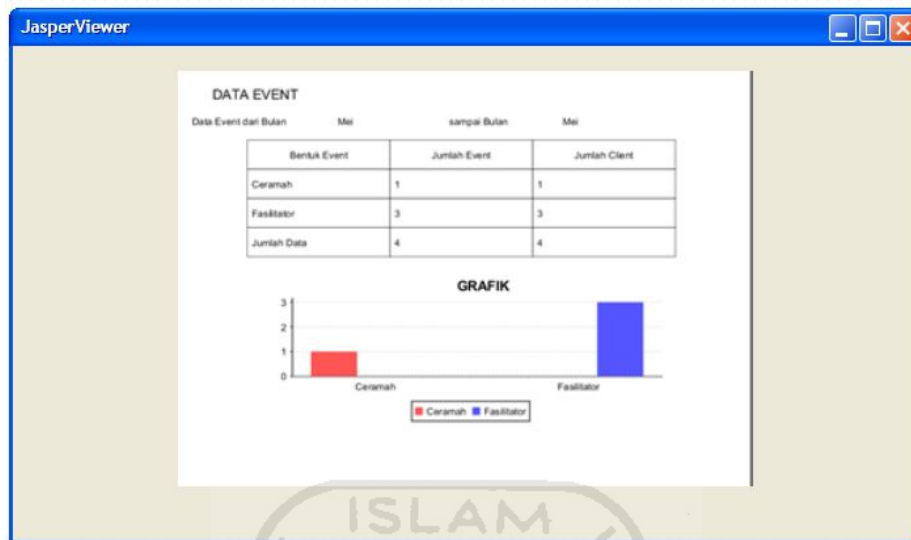 JasperViewer
DATA EVENT
Data Event dari Bulan Mei sampai Bulan Mei
Bentuk Event Jumlah Event Jumlah Client
Ceramah 1 1
Fasilitator 3 3
Jumlah Data 4 4
GRAFIK
3
2
1
0
Ceramah Fasilitator
Ceramah Fasilitator
ISLAM